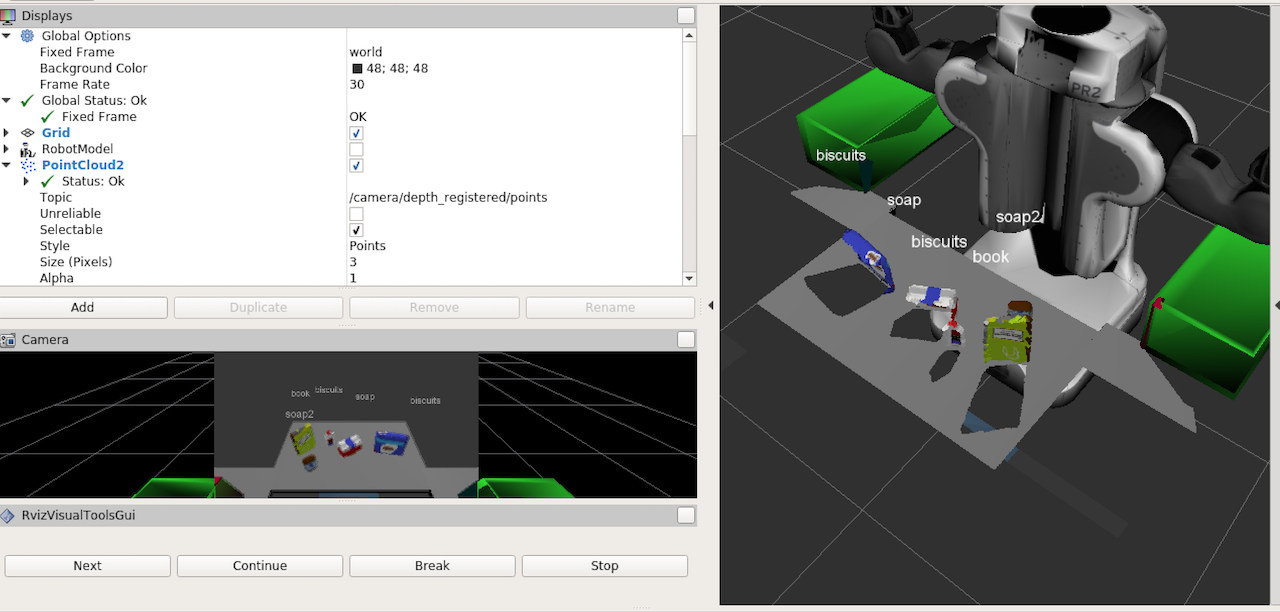 Displays
Global Options
Fixed Frame world
Background Color 48; 48; 48
Frame Rate 30
Global Status: Ok
Fixed Frame OK
Grid
RobotModel
PointCloud2
Status: Ok
Topic /camera/depth_registered/points
Unreliable
Selectable
Style Points
Size (Pixels) 3
Alpha 1
Add Duplicate Remove Rename
Camera
book biscuits soap biscuits
soap2
RvizVisualToolsGui
Next Continue Break Stop
PR2
biscuits
soap
soap2
biscuits
book